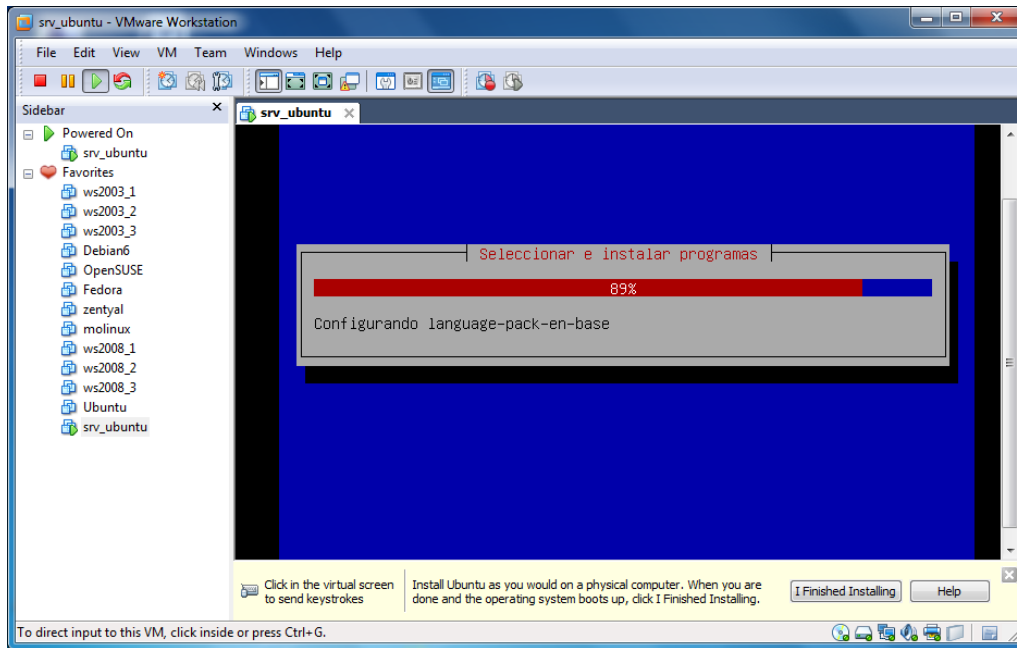 srv_ubuntu - VMware Workstation
File Edit View VM Team Windows Help
Sidebar
srv_ubuntu
Powered On
srv_ubuntu
Favorites
ws2003_1
ws2003_2
ws2003_3
Debian6
OpenSUSE
Fedora
zentyal
molinux
ws2008_1
ws2008_2
ws2008_3
Ubuntu
srv_ubuntu
Seleccionar e instalar programas
89%
Configurando language-pack-en-base
Click in the virtual screen
to send keystrokes
Install Ubuntu as you would on a physical computer. When you are
done and the operating system boots up, click I Finished Installing.
I Finished Installing
Help
To direct input to this VM, click inside or press Ctrl+G.